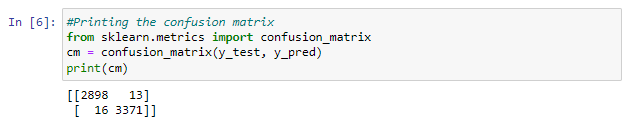 In [6]: #Printing the confusion matrix
from sklearn.metrics import confusion_matrix
cm = confusion_matrix(y_test, y_pred)
print(cm)
[[2898   13]
 [  16 3371]]